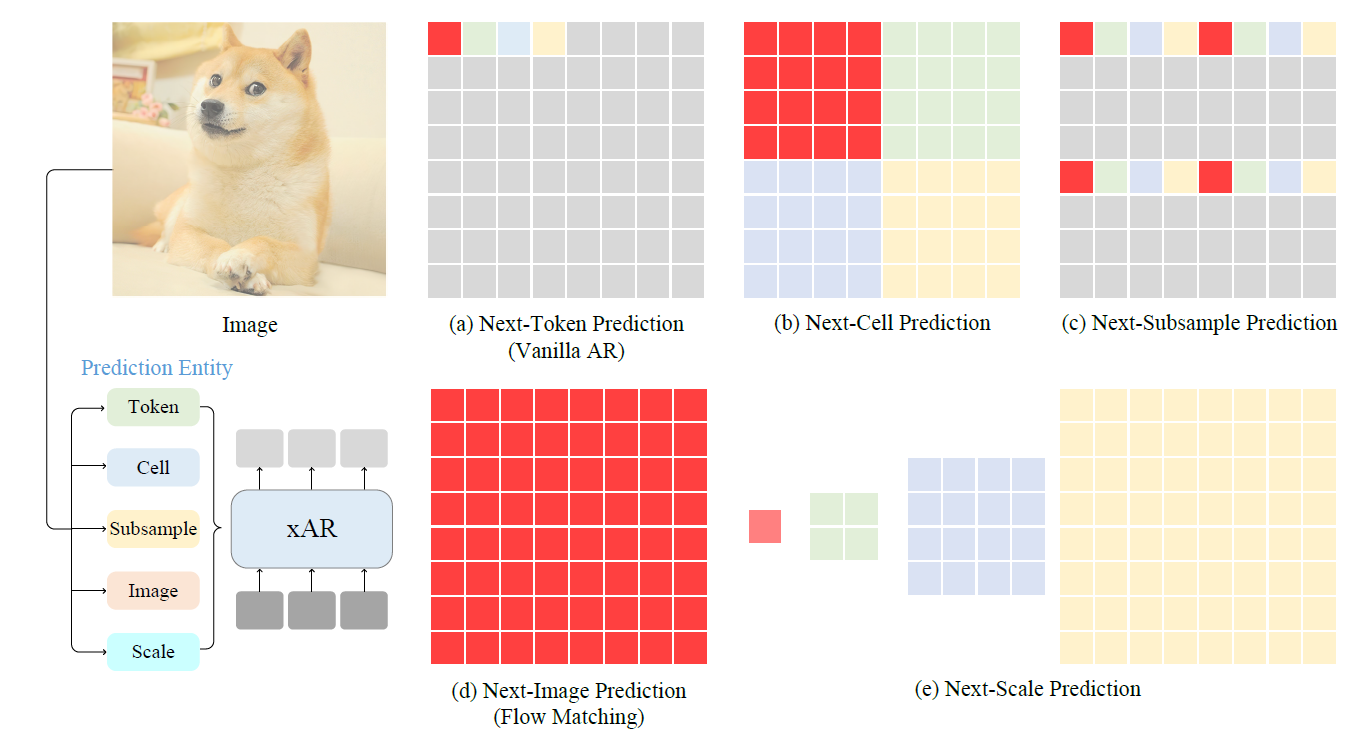 Image
(a) Next-Token Prediction
(Vanilla AR)
(b) Next-Cell Prediction
(c) Next-Subsample Prediction
Prediction Entity
Token
Cell
Subsample
Image
Scale
xAR
(d) Next-Image Prediction
(Flow Matching)
(e) Next-Scale Prediction